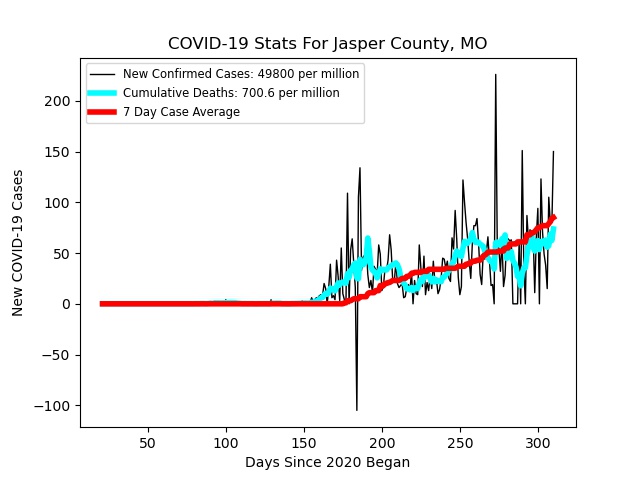 COVID-19 Stats For Jasper County, MO
New Confirmed Cases: 49800 per million
Cumulative Deaths: 700.6 per million
7 Day Case Average
New COVID-19 Cases
200
150
100
50
0
−50
−100
50 100 150 200 250 300
Days Since 2020 Began